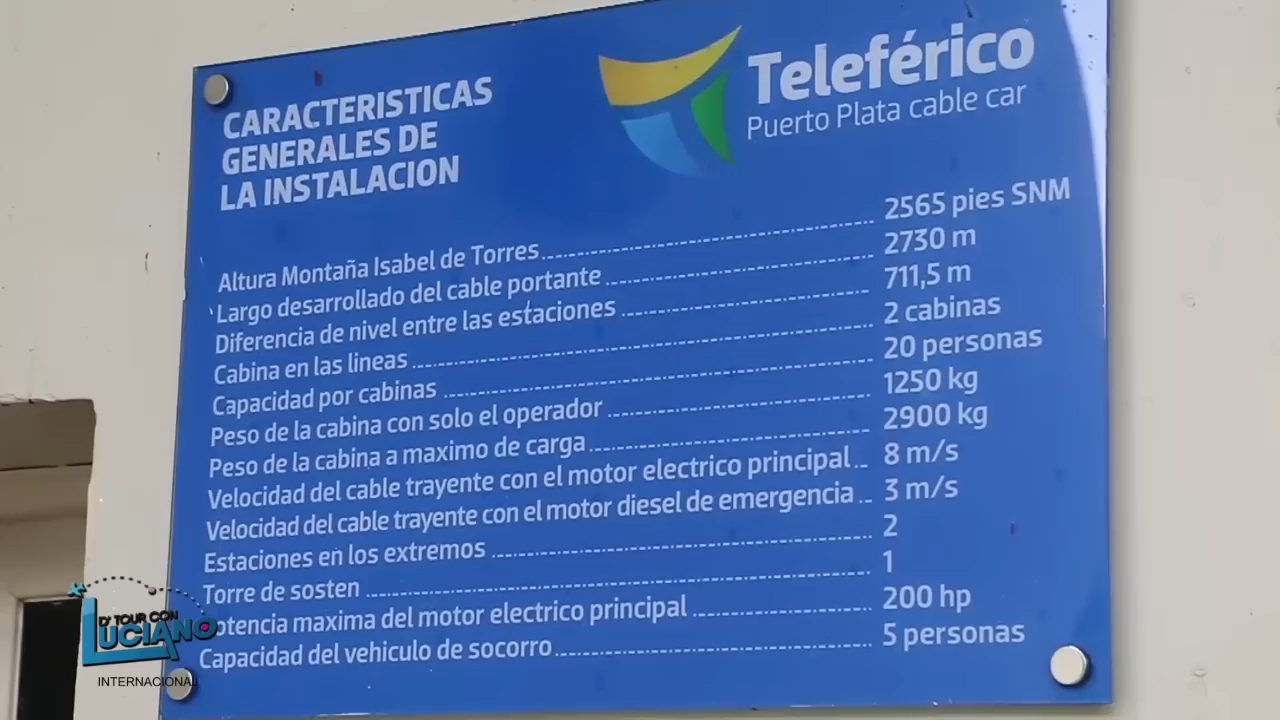 CARACTERISTICAS
GENERALES DE
LA INSTALACION
Teleférico
Puerto Plata cable car
Altura Montaña Isabel de Torres 2565 pies SNM
Largo desarrollado del cable portante 2730 m
Diferencia de nivel entre las estaciones 711,5 m
Cabina en las lineas 2 cabinas
Capacidad por cabinas 20 personas
Peso de la cabina con solo el operador 1250 kg
Peso de la cabina a maximo de carga 2900 kg
Velocidad del cable trayente con el motor electrico principal 8 m/s
Velocidad del cable trayente con el motor diesel de emergencia 3 m/s
Estaciones en los extremos 2
Torre de sosten 1
otencia maxima del motor electrico principal 200 hp
Capacidad del vehiculo de socorro 5 personas
D' TOUR CON
LUCIANO
INTERNACIONAL